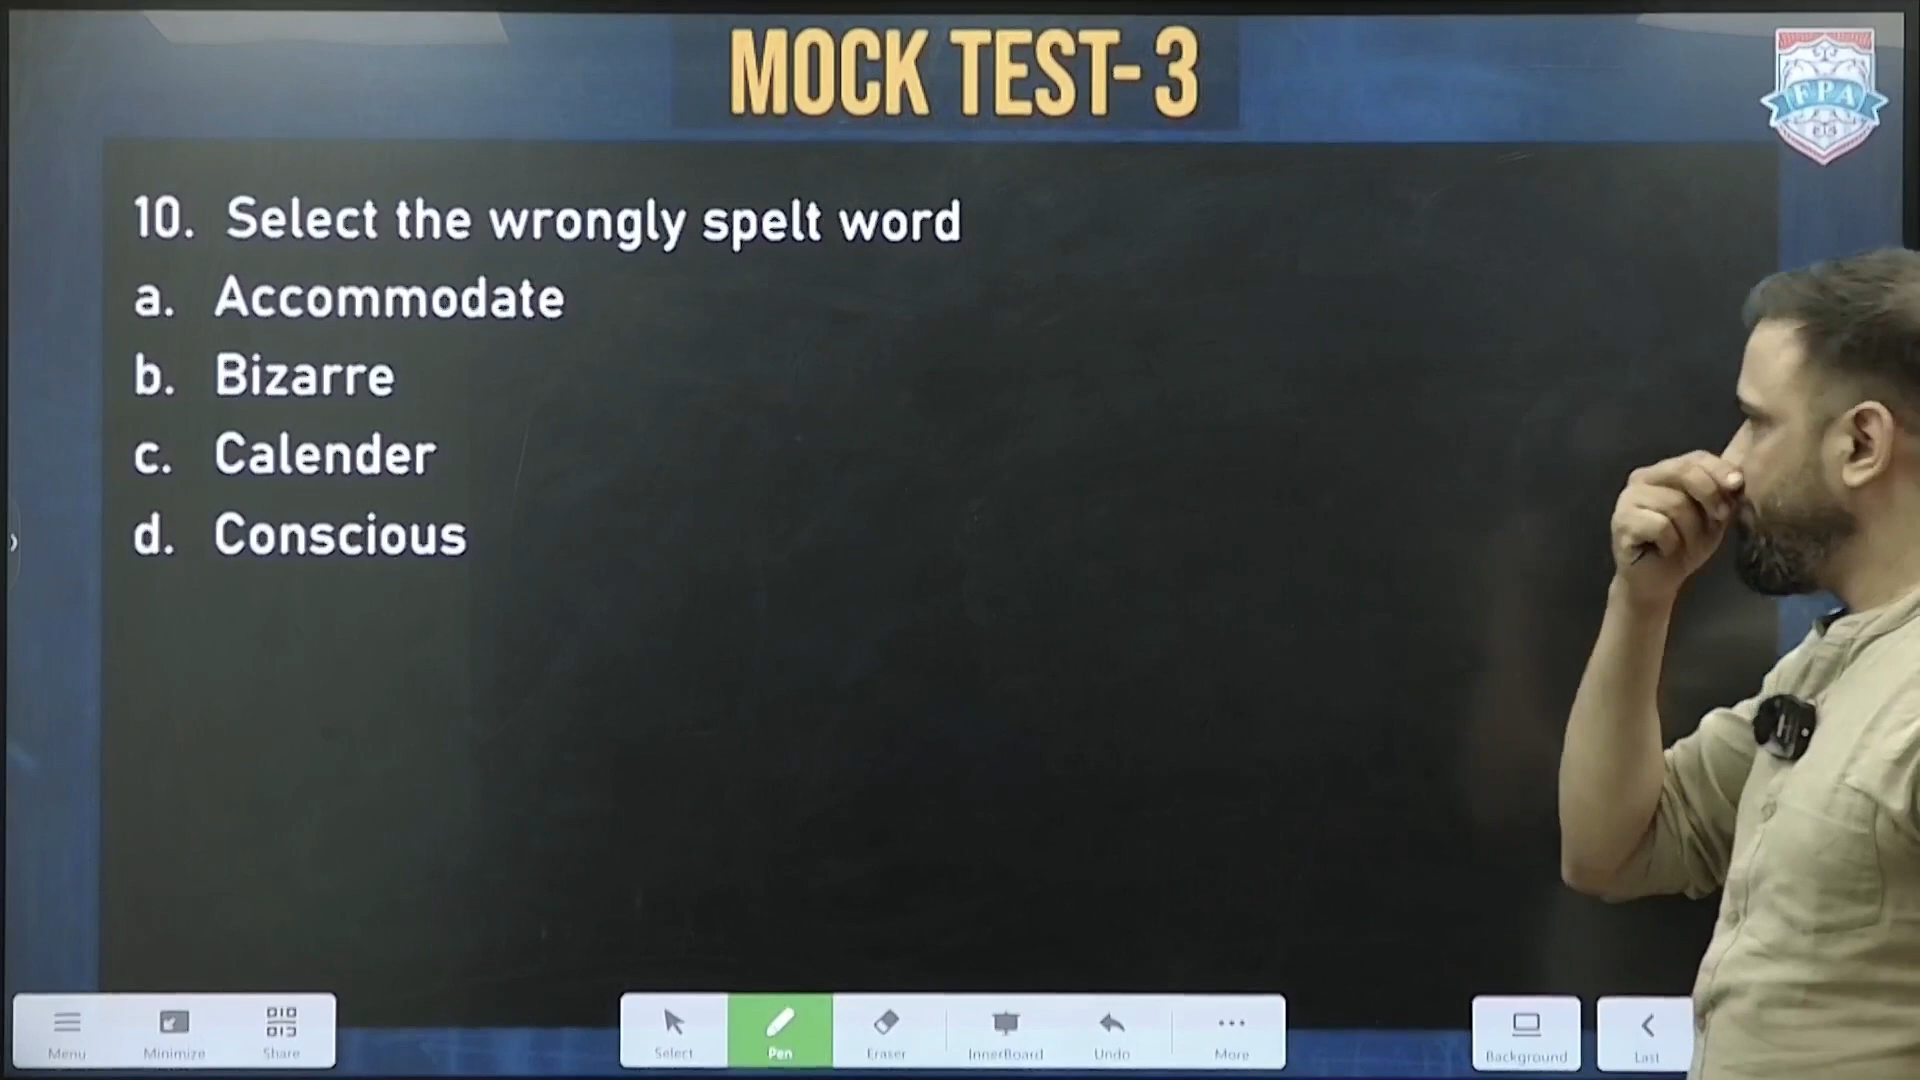 MOCK TEST-3
FPA
10. Select the wrongly spelt word
a. Accommodate
b. Bizarre
c. Calender
d. Conscious
Menu
Minimize
Share
Select
Pen
Eraser
InnerBoard
Undo
More
Background
Last